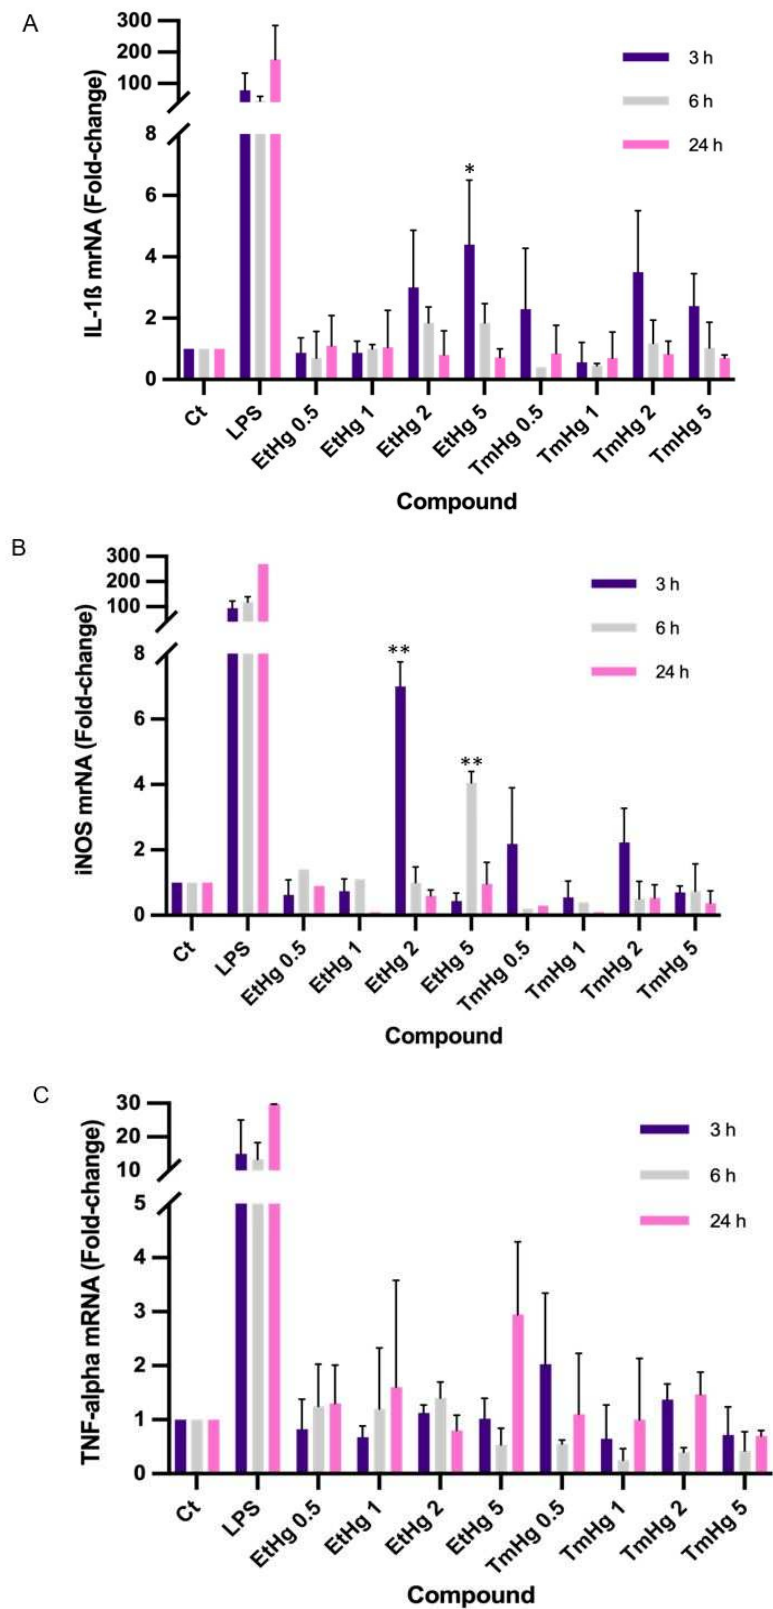 A
IL-1ß mrNA (Fold-change)
300
200
100
8
6
4
2
0
3 h
6 h
24 h
*
Ct
LPS
EtHg 0.5
EtHg 1
EtHg 2
EtHg 5
TmHg 0.5
TmHg 1
TmHg 2
TmHg 5
Compound
B
iNOS mrNA (Fold-change)
300
200
100
8
6
4
2
0
3 h
6 h
24 h
**
**
Ct
LPS
EtHg 0.5
EtHg 1
EtHg 2
EtHg 5
TmHg 0.5
TmHg 1
TmHg 2
TmHg 5
Compound
C
TNF-alpha mRNA (Fold-change)
30
20
10
5
4
3
2
1
0
3 h
6 h
24 h
Ct
LPS
EtHg 0.5
EtHg 1
EtHg 2
EtHg 5
TmHg 0.5
TmHg 1
TmHg 2
TmHg 5
Compound